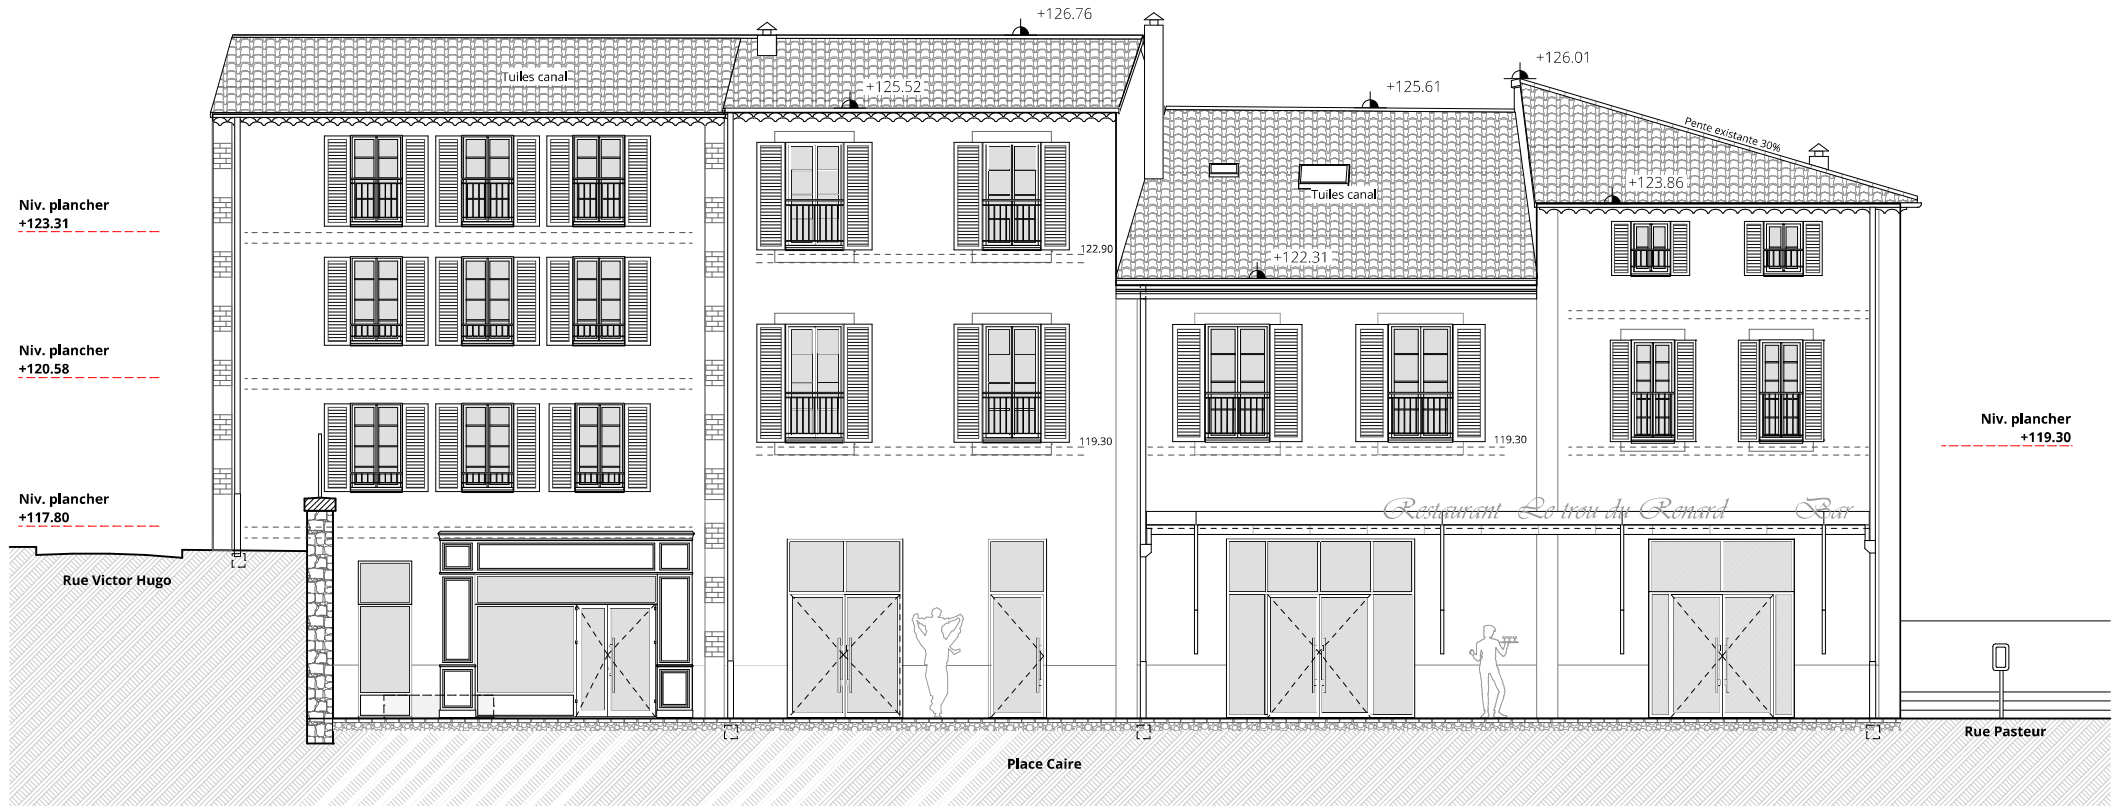 +126.76
+126.01
Tuiles canal
+125.52
+125.61
Pente existante 30%
+123.86
Tuiles canal
Niv. plancher
+123.31
122.90
+122.31
Niv. plancher
+120.58
Niv. plancher
+119.30
119.30
119.30
Niv. plancher
+117.80
Restaurant Le trou du Renard Bar
Rue Victor Hugo
Rue Pasteur
Place Caire